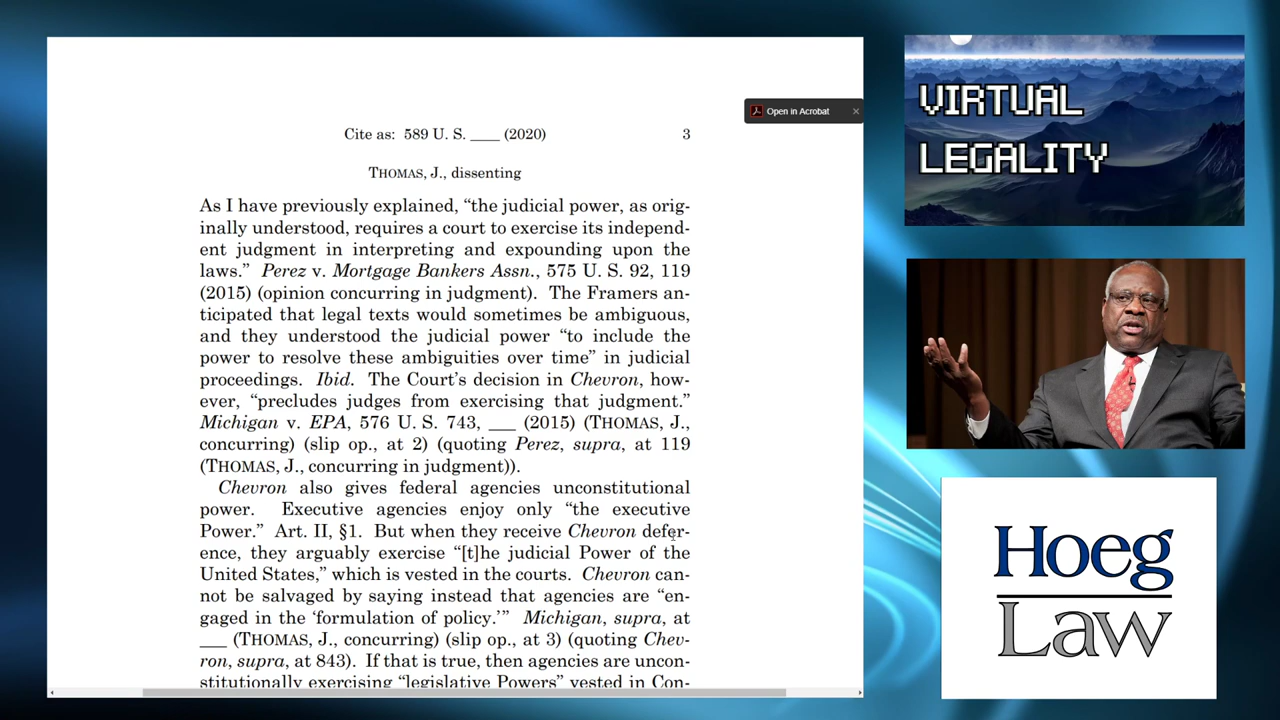 Open in Acrobat
Cite as: 589 U. S. ____ (2020) 3
THOMAS, J., dissenting
As I have previously explained, “the judicial power, as orig-
inally understood, requires a court to exercise its independ-
ent judgment in interpreting and expounding upon the
laws.” Perez v. Mortgage Bankers Assn., 575 U. S. 92, 119
(2015) (opinion concurring in judgment). The Framers an-
ticipated that legal texts would sometimes be ambiguous,
and they understood the judicial power “to include the
power to resolve these ambiguities over time” in judicial
proceedings. Ibid. The Court’s decision in Chevron, how-
ever, “precludes judges from exercising that judgment.”
Michigan v. EPA, 576 U. S. 743, ___ (2015) (THOMAS, J.,
concurring) (slip op., at 2) (quoting Perez, supra, at 119
(THOMAS, J., concurring in judgment)).
Chevron also gives federal agencies unconstitutional
power. Executive agencies enjoy only “the executive
Power.” Art. II, §1. But when they receive Chevron defer-
ence, they arguably exercise “[t]he judicial Power of the
United States,” which is vested in the courts. Chevron can-
not be salvaged by saying instead that agencies are “en-
gaged in the ‘formulation of policy.’” Michigan, supra, at
___ (THOMAS, J., concurring) (slip op., at 3) (quoting Chev-
ron, supra, at 843). If that is true, then agencies are uncon-
stitutionally exercising “legislative Powers” vested in Con-
VIRTUAL
LEGALITY
Hoeg
Law